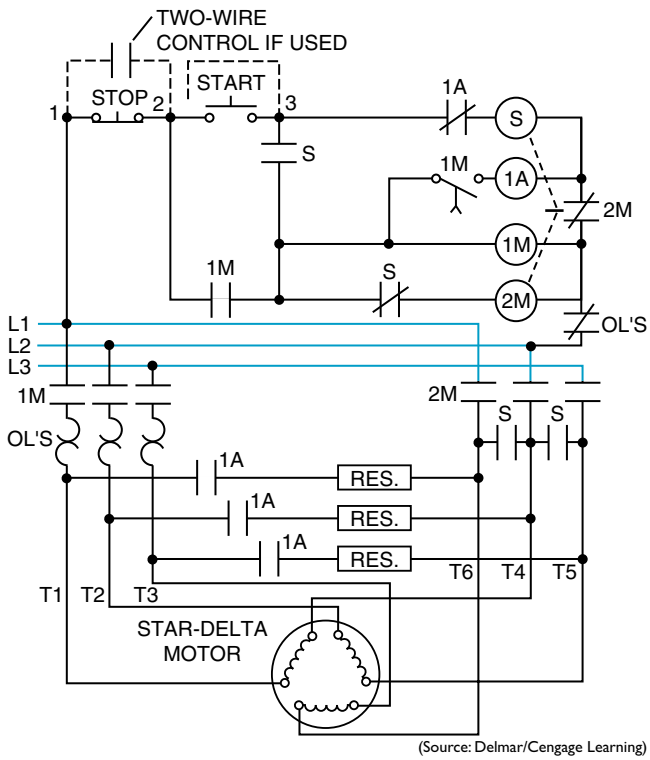 TWO-WIRE
CONTROL IF USED
START
1A
STOP
1
2
3
S
S
1M
1A
2M
1M
1M
S
2M
L1
OL'S
L2
L3
1M
2M
S
S
OL'S
1A
RES.
1A
RES.
1A
RES.
T1
T2
T3
T6
T4
T5
STAR-DELTA
MOTOR
(Source: Delmar/Cengage Learning)